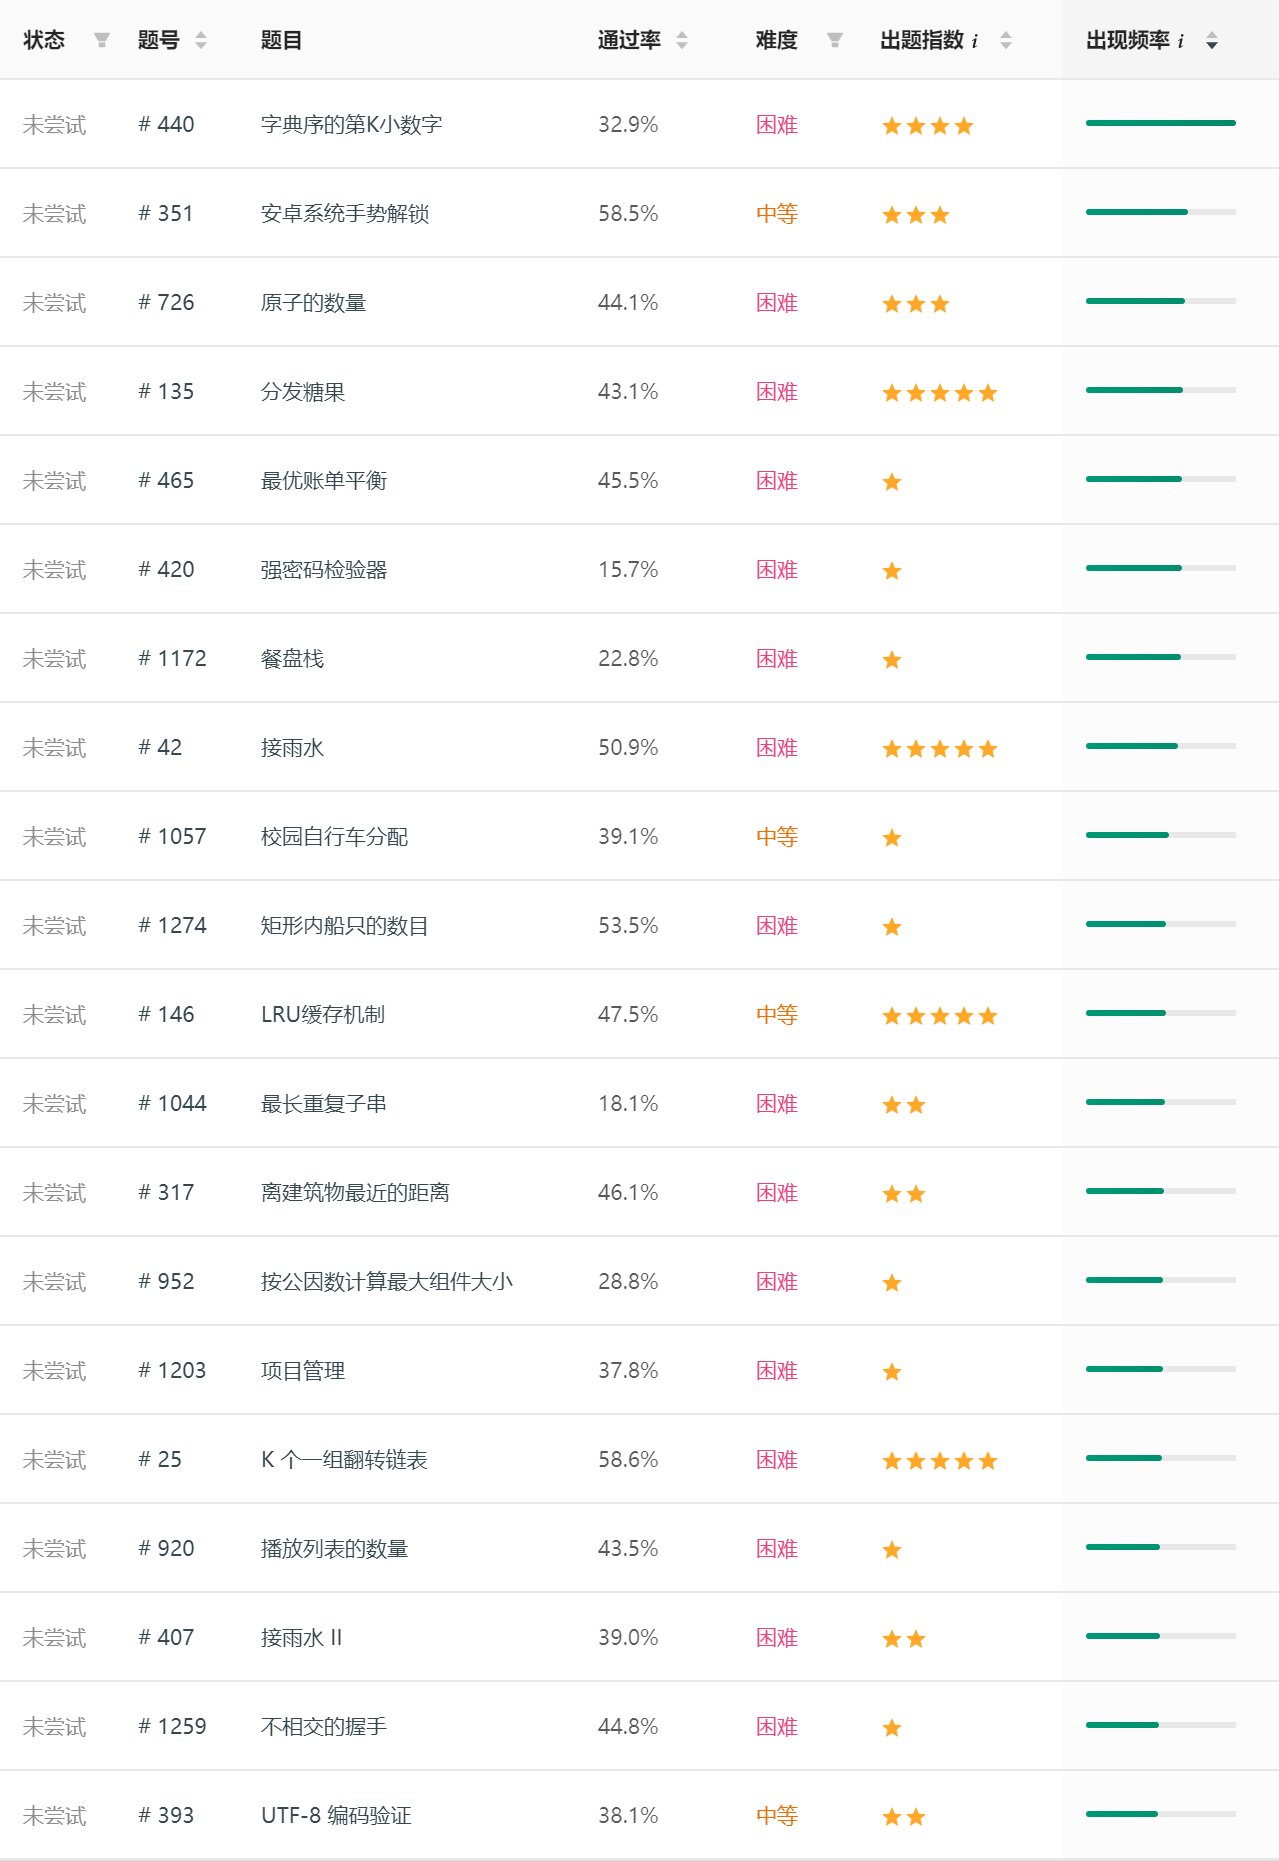 状态 题号 题目 通过率 难度 出题指数 i 出现频率 i
未尝试 # 440 字典序的第K小数字 32.9% 困难
未尝试 # 351 安卓系统手势解锁 58.5% 中等
未尝试 # 726 原子的数量 44.1% 困难
未尝试 # 135 分发糖果 43.1% 困难
未尝试 # 465 最优账单平衡 45.5% 困难
未尝试 # 420 强密码检验器 15.7% 困难
未尝试 # 1172 餐盘栈 22.8% 困难
未尝试 # 42 接雨水 50.9% 困难
未尝试 # 1057 校园自行车分配 39.1% 中等
未尝试 # 1274 矩形内船只的数目 53.5% 困难
未尝试 # 146 LRU缓存机制 47.5% 中等
未尝试 # 1044 最长重复子串 18.1% 困难
未尝试 # 317 离建筑物最近的距离 46.1% 困难
未尝试 # 952 按公因数计算最大组件大小 28.8% 困难
未尝试 # 1203 项目管理 37.8% 困难
未尝试 # 25 K 个一组翻转链表 58.6% 困难
未尝试 # 920 播放列表的数量 43.5% 困难
未尝试 # 407 接雨水 II 39.0% 困难
未尝试 # 1259 不相交的握手 44.8% 困难
未尝试 # 393 UTF-8 编码验证 38.1% 中等